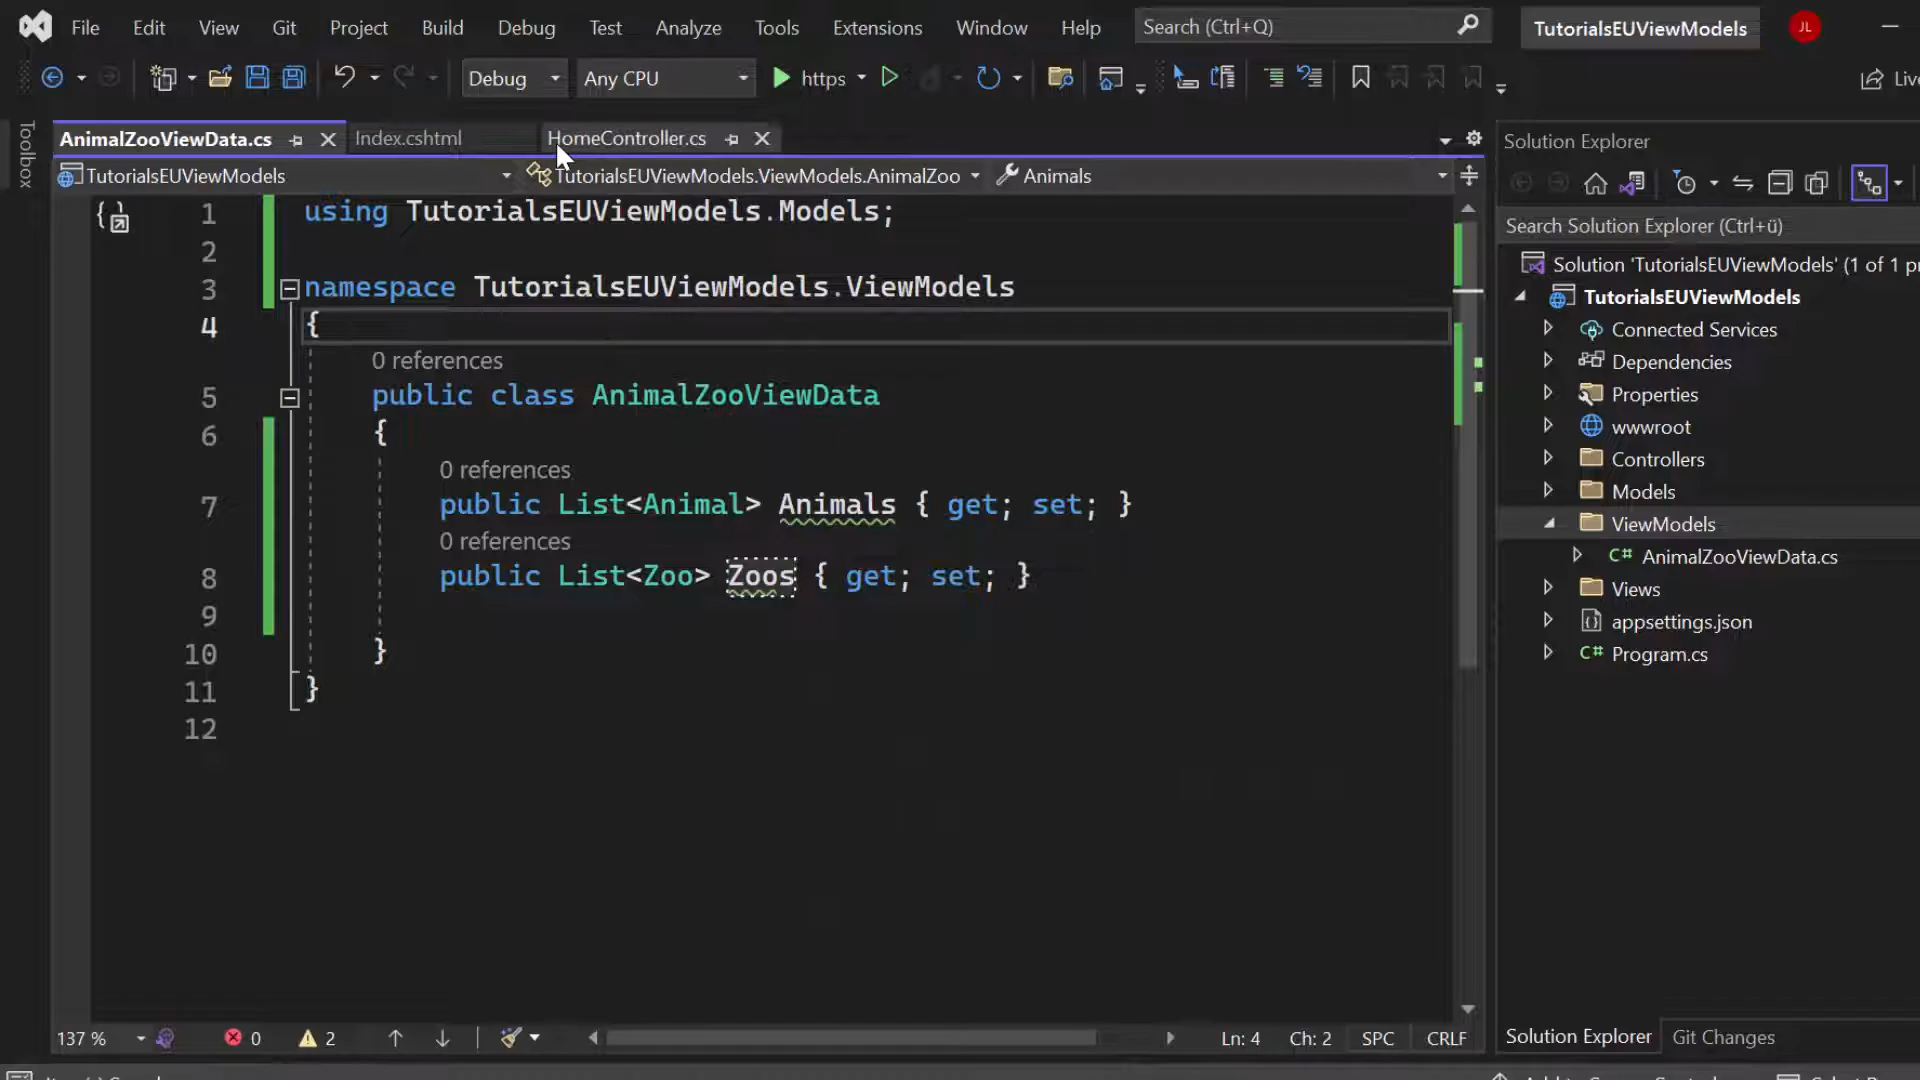 File Edit View Git Project Build Debug Test Tools Analyze Extensions Window Help Search (Ctrl+Q) TutorialsEUViewModels JL
Debug Any CPU https Live
Toolbox
AnimalZooViewData.cs Index.cshtml HomeController.cs
TutorialsEUViewModels TutorialsEUViewModels.ViewModels.AnimalZoo Animals
1 using TutorialsEUViewModels.Models;
2
3 namespace TutorialsEUViewModels.ViewModels
4 {
0 references
5 public class AnimalZooViewData
6 {
0 references
7 public List<Animal> Animals { get; set; }
0 references
8 public List<Zoo> Zoos { get; set; }
9
10 }
11 }
12
137 % 0 2 Ln: 4 Ch: 2 SPC CRLF
Solution Explorer
Search Solution Explorer (Ctrl+ü)
Solution 'TutorialsEUViewModels' (1 of 1 p
TutorialsEUViewModels
Connected Services
Dependencies
Properties
wwwroot
Controllers
Models
ViewModels
C# AnimalZooViewData.cs
Views
appsettings.json
C# Program.cs
Solution Explorer Git Changes